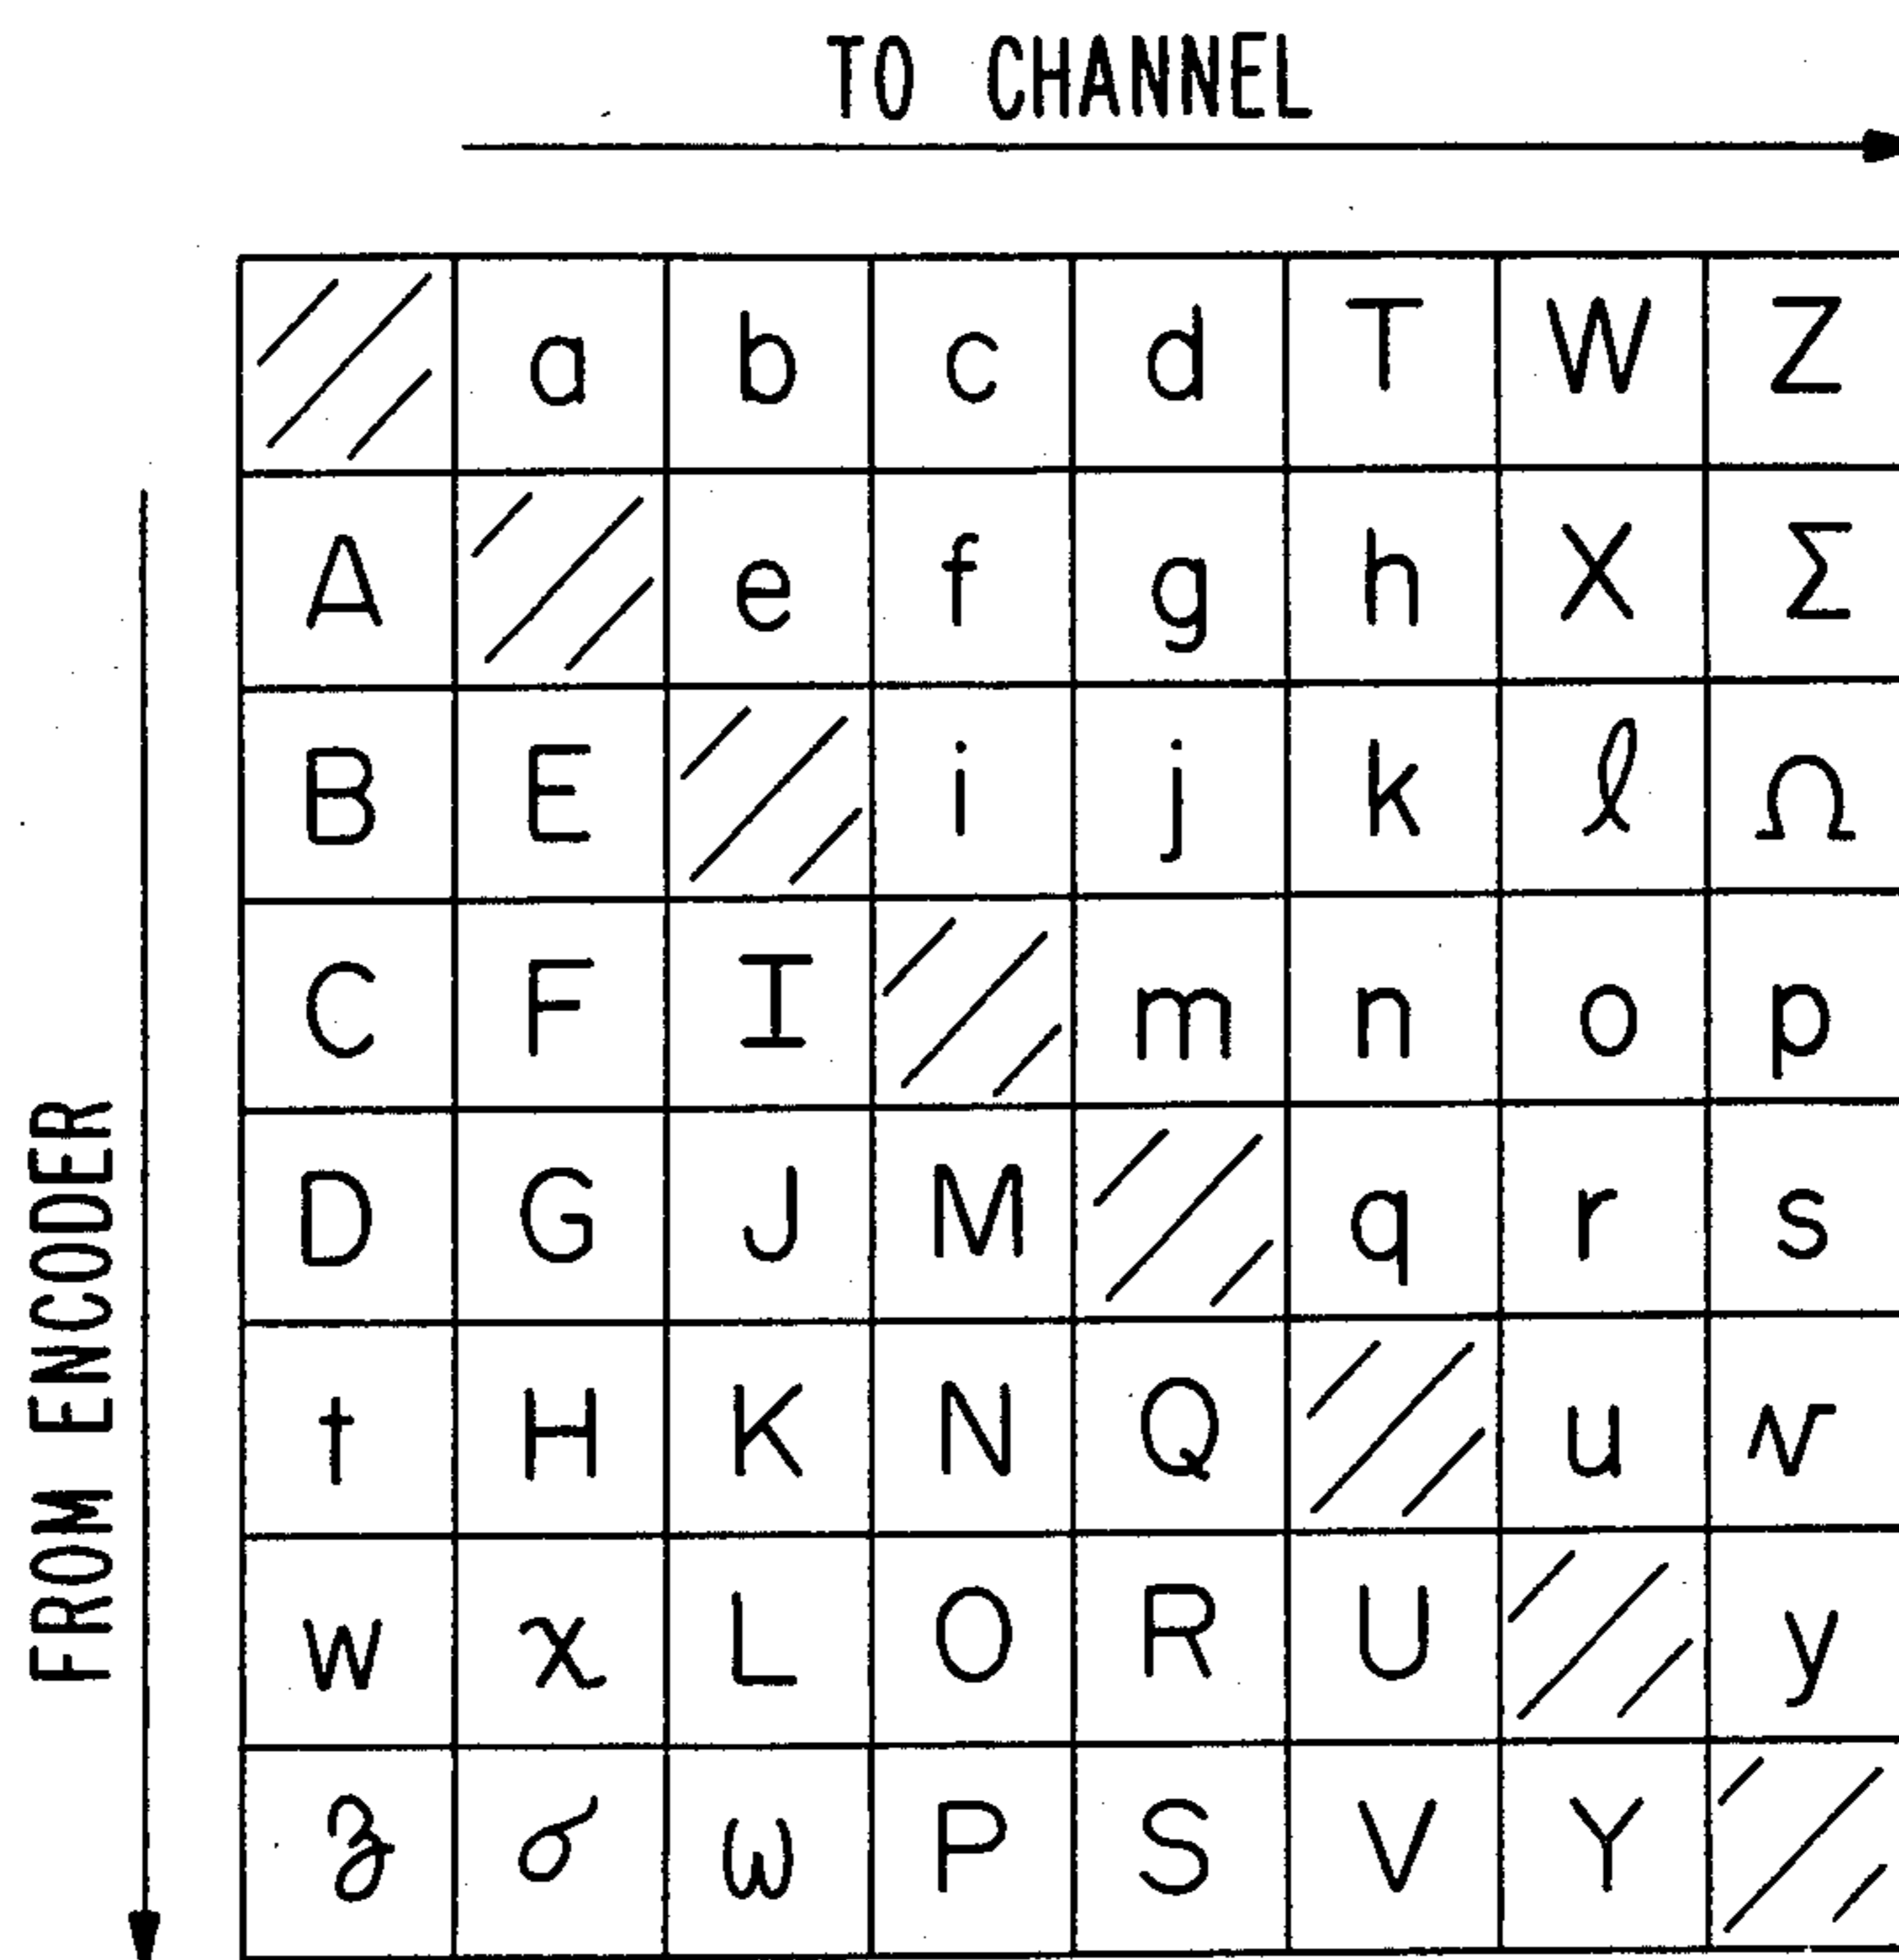 TO CHANNEL
FROM ENCODER
a b c d T W Z
A e f g h X Σ
B E i j k ℓ Ω
C F I m n o p
D G J M q r s
t H K N Q u v
w x L O R U y
z σ ω P S V Y